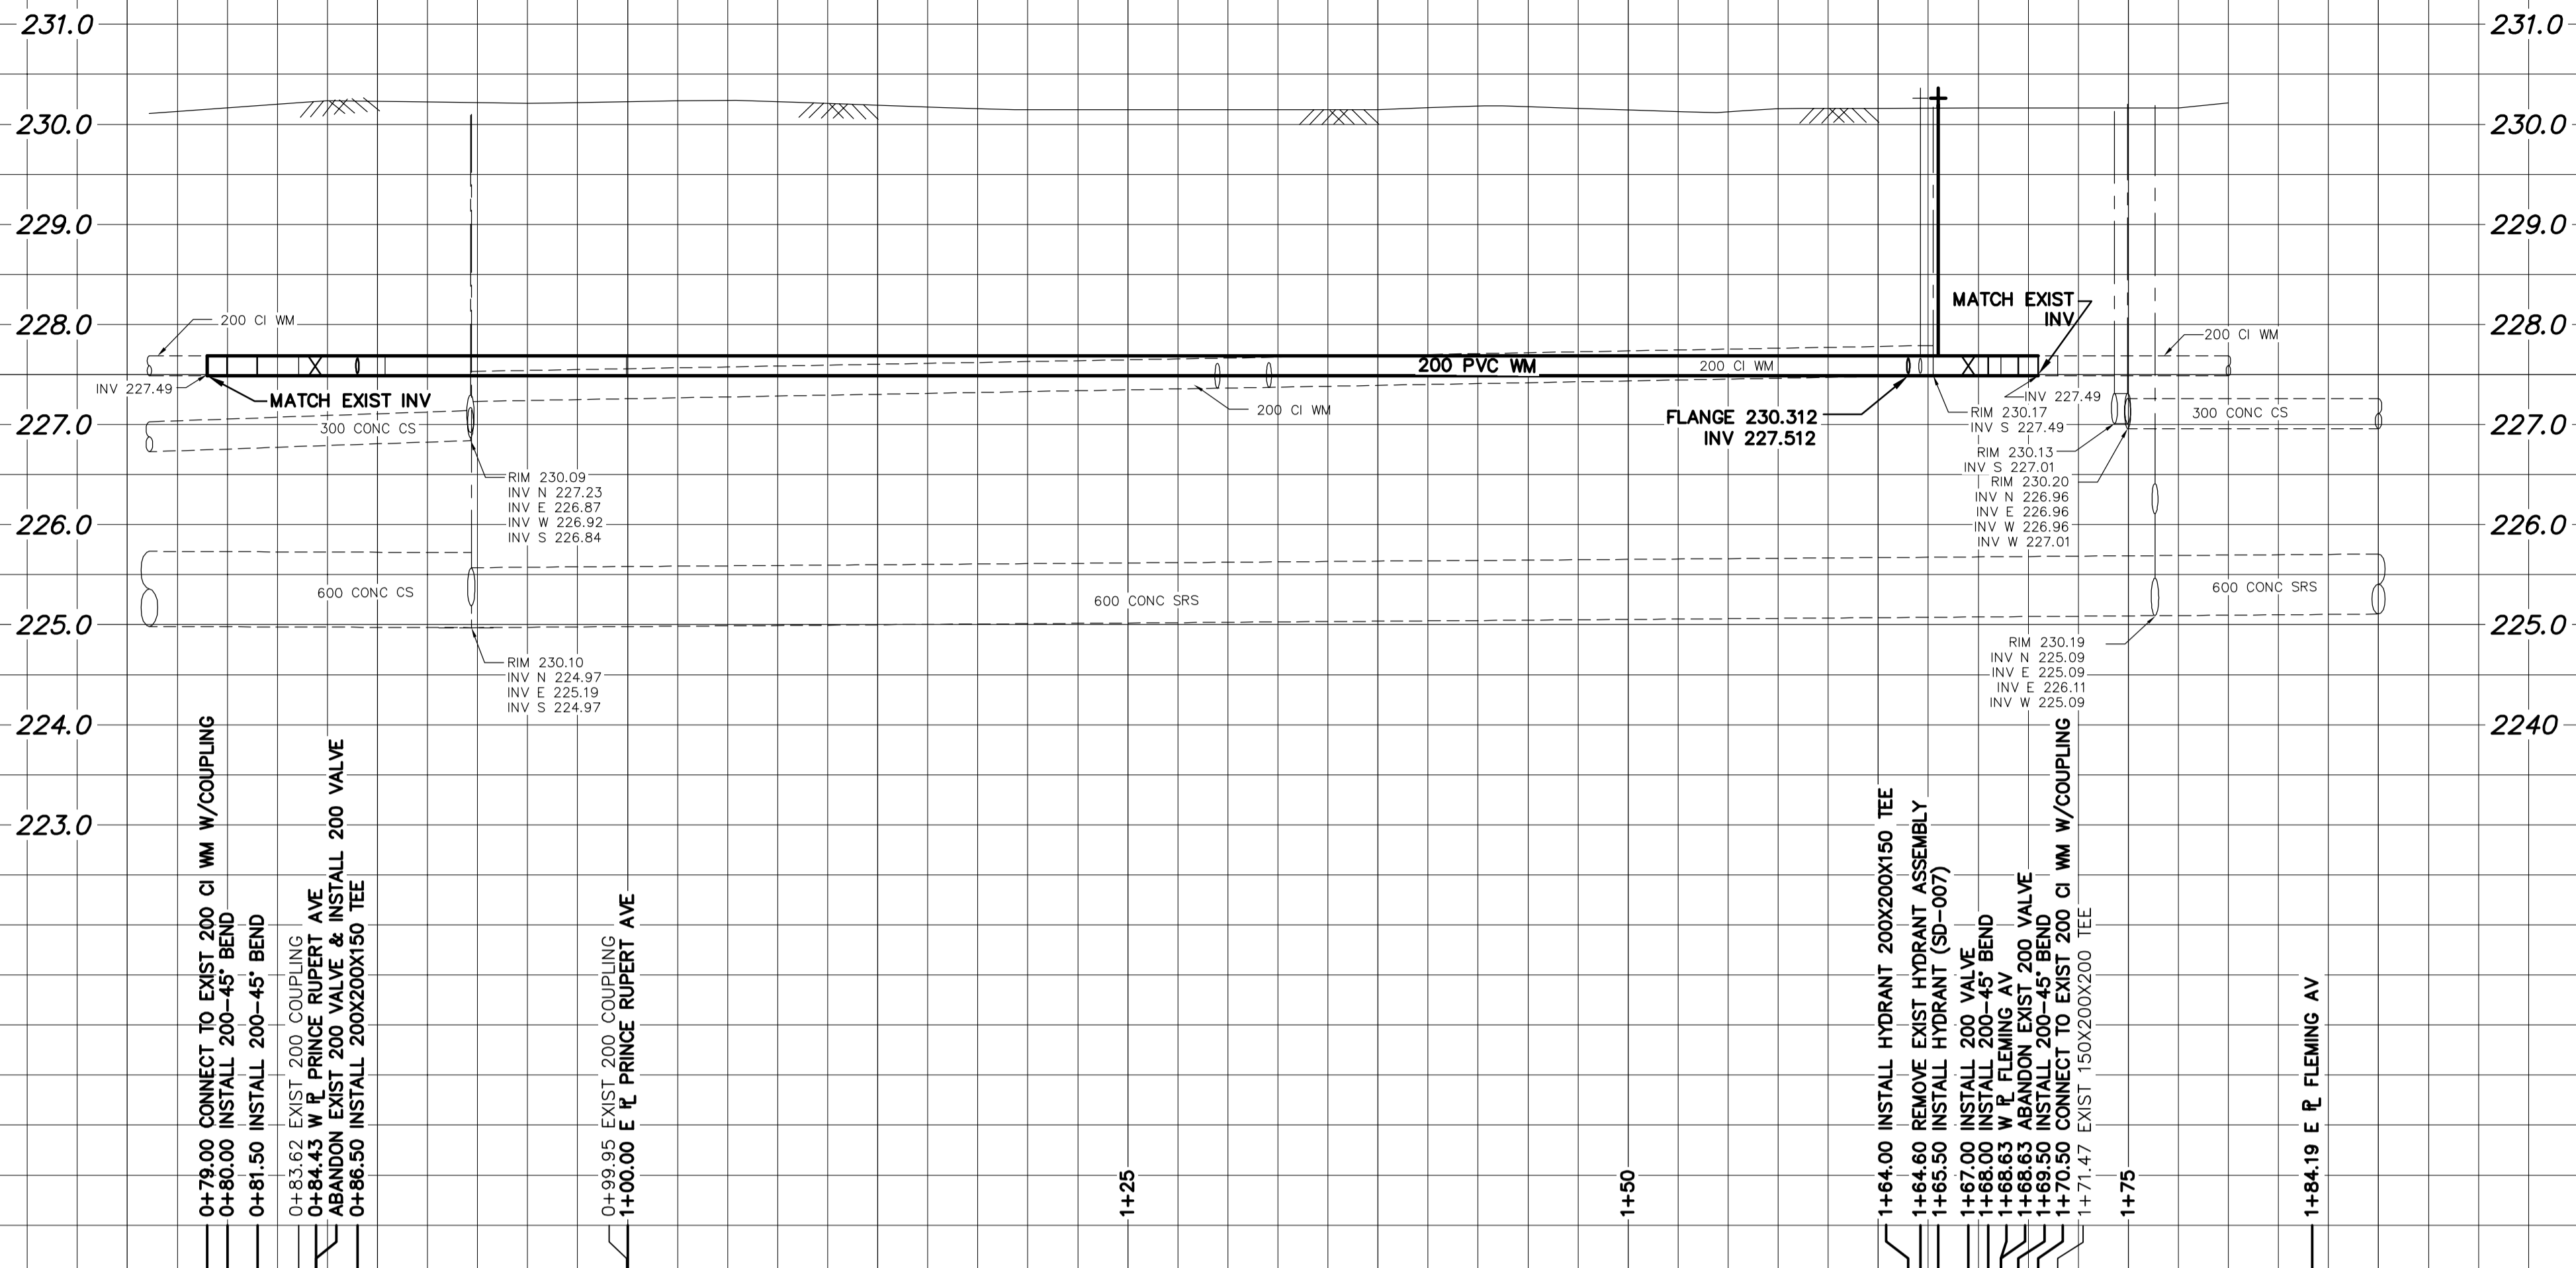 231.0
231.0
230.0
230.0
229.0
229.0
228.0
228.0
227.0
227.0
226.0
226.0
225.0
225.0
224.0
2240
223.0
200 CI WM
INV 227.49
MATCH EXIST INV
300 CONC CS
RIM 230.09
INV N 227.23
INV E 226.87
INV W 226.92
INV S 226.84
600 CONC CS
RIM 230.10
INV N 224.97
INV E 225.19
INV S 224.97
200 CI WM
600 CONC SRS
200 PVC WM
200 CI WM
FLANGE 230.312
INV 227.512
MATCH EXIST
INV
200 CI WM
INV 227.49
RIM 230.17
INV S 227.49
300 CONC CS
RIM 230.13
INV S 227.01
RIM 230.20
INV N 226.96
INV E 226.96
INV W 226.96
INV W 227.01
600 CONC SRS
RIM 230.19
INV N 225.09
INV E 225.09
INV E 226.11
INV W 225.09
0+79.00 CONNECT TO EXIST 200 CI WM W/COUPLING
0+80.00 INSTALL 200-45° BEND
0+81.50 INSTALL 200-45° BEND
0+83.62 EXIST 200 COUPLING
0+84.43 W PL PRINCE RUPERT AVE
ABANDON EXIST 200 VALVE & INSTALL 200 VALVE
0+86.50 INSTALL 200X200X150 TEE
0+99.95 EXIST 200 COUPLING
1+00.00 E PL PRINCE RUPERT AVE
1+25
1+50
1+64.00 INSTALL HYDRANT 200X200X150 TEE
1+64.60 REMOVE EXIST HYDRANT ASSEMBLY
1+65.50 INSTALL HYDRANT (SD-007)
1+67.00 INSTALL 200 VALVE
1+68.00 INSTALL 200-45° BEND
1+68.63 W PL FLEMING AV
1+68.63 ABANDON EXIST 200 VALVE
1+69.50 INSTALL 200-45° BEND
1+70.50 CONNECT TO EXIST 200 CI WM W/COUPLING
1+71.47 EXIST 150X200X200 TEE
1+75
1+84.19 E PL FLEMING AV